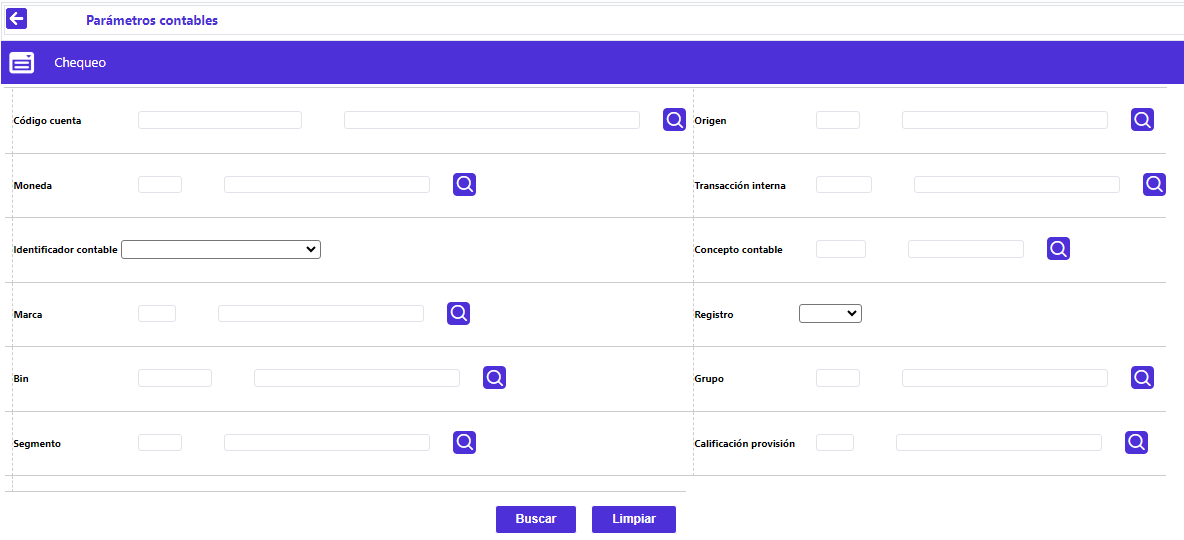 Parámetros contables
Chequeo
Código cuenta
Origen
Moneda
Transacción interna
Identificador contable
Concepto contable
Marca
Registro
Bin
Grupo
Segmento
Calificación provisión
Buscar
Limpiar